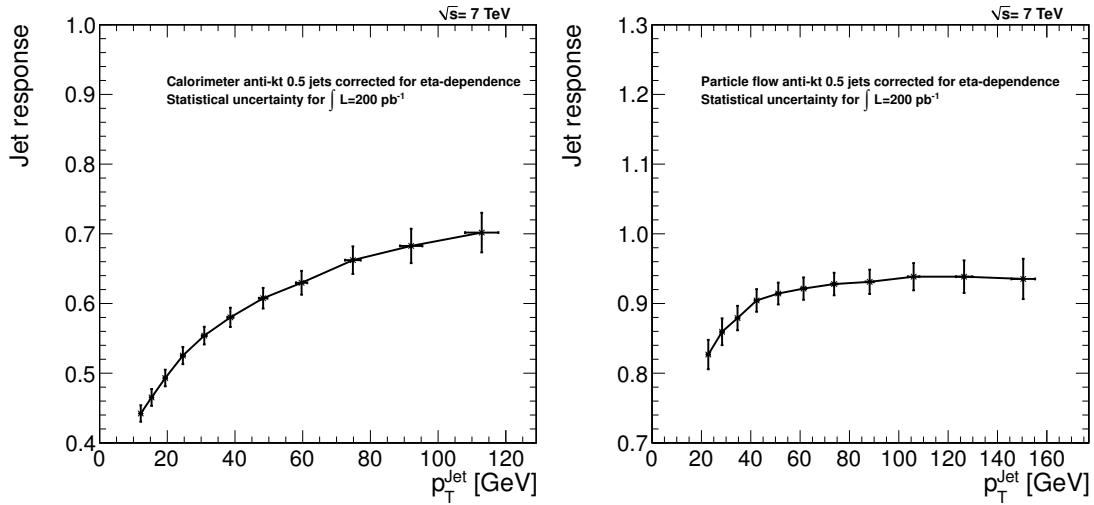 √s= 7 TeV
Jet response
1.0
0.9
0.8
0.7
0.6
0.5
0.4
Calorimeter anti-kt 0.5 jets corrected for eta-dependence
Statistical uncertainty for ∫ L=200 pb⁻¹
0 20 40 60 80 100 120
p_T^Jet [GeV]
√s= 7 TeV
Jet response
1.3
1.2
1.1
1.0
0.9
0.8
0.7
Particle flow anti-kt 0.5 jets corrected for eta-dependence
Statistical uncertainty for ∫ L=200 pb⁻¹
0 20 40 60 80 100 120 140 160
p_T^Jet [GeV]